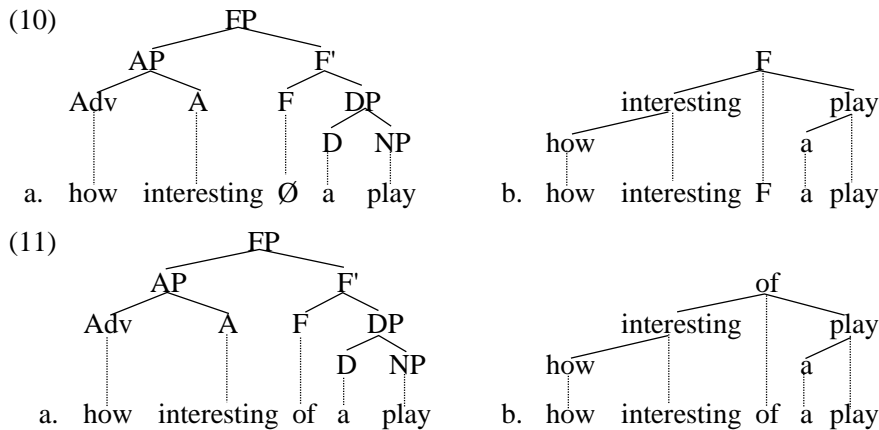 (10) FP
AP F' F
Adv A F DP interesting play
D NP how a
a. how interesting Ø a play b. how interesting F a play
(11) FP
AP F' of
Adv A F DP interesting play
D NP how a
a. how interesting of a play b. how interesting of a play